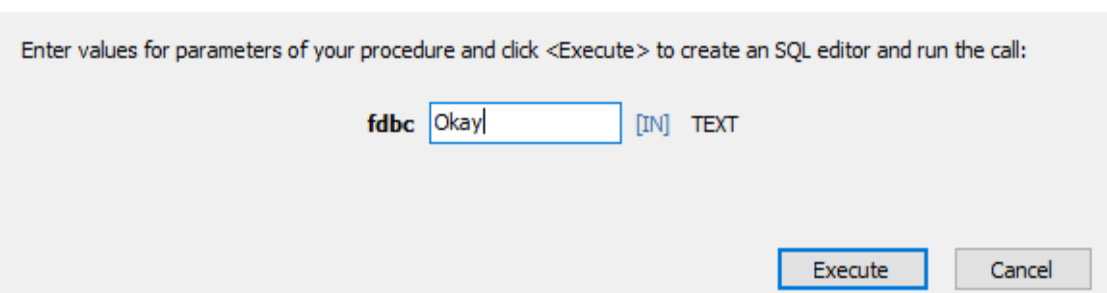 Enter values for parameters of your procedure and click <Execute> to create an SQL editor and run the call:
fdbc Okay [IN] TEXT
Execute Cancel